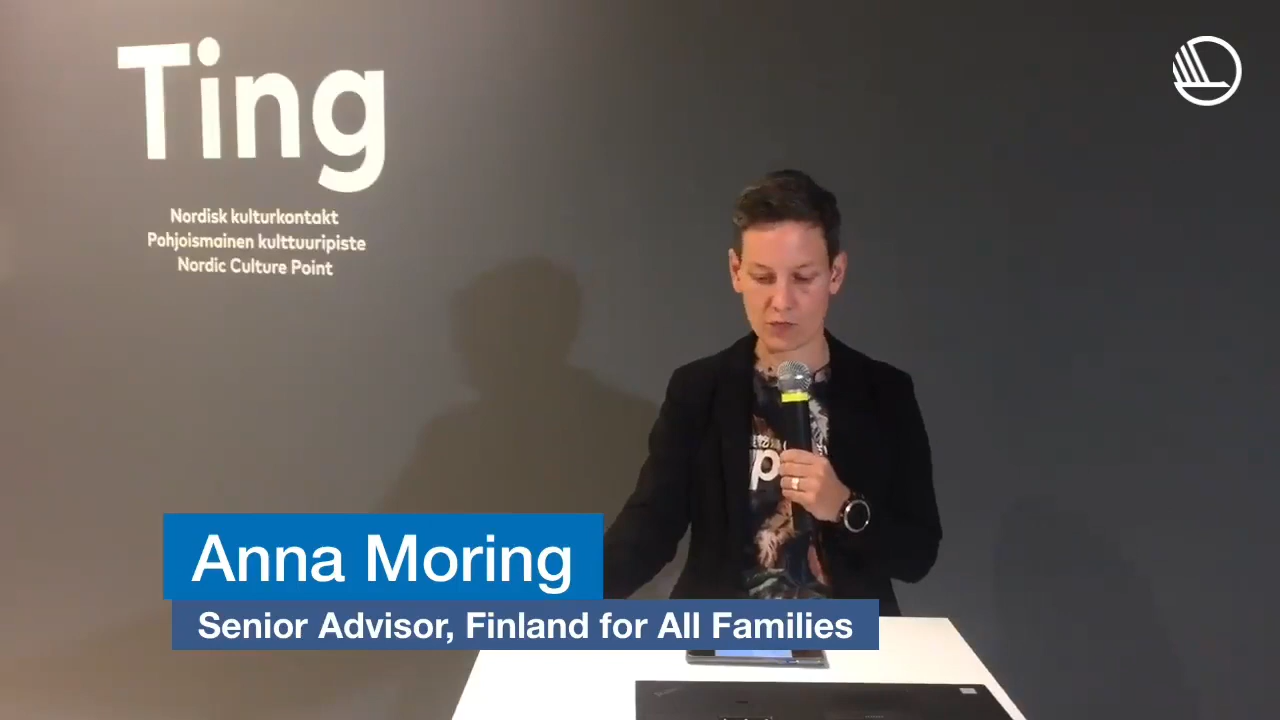 Ting
Nordisk kulturkontakt
Pohjoismainen kulttuuripiste
Nordic Culture Point
Anna Moring
Senior Advisor, Finland for All Families